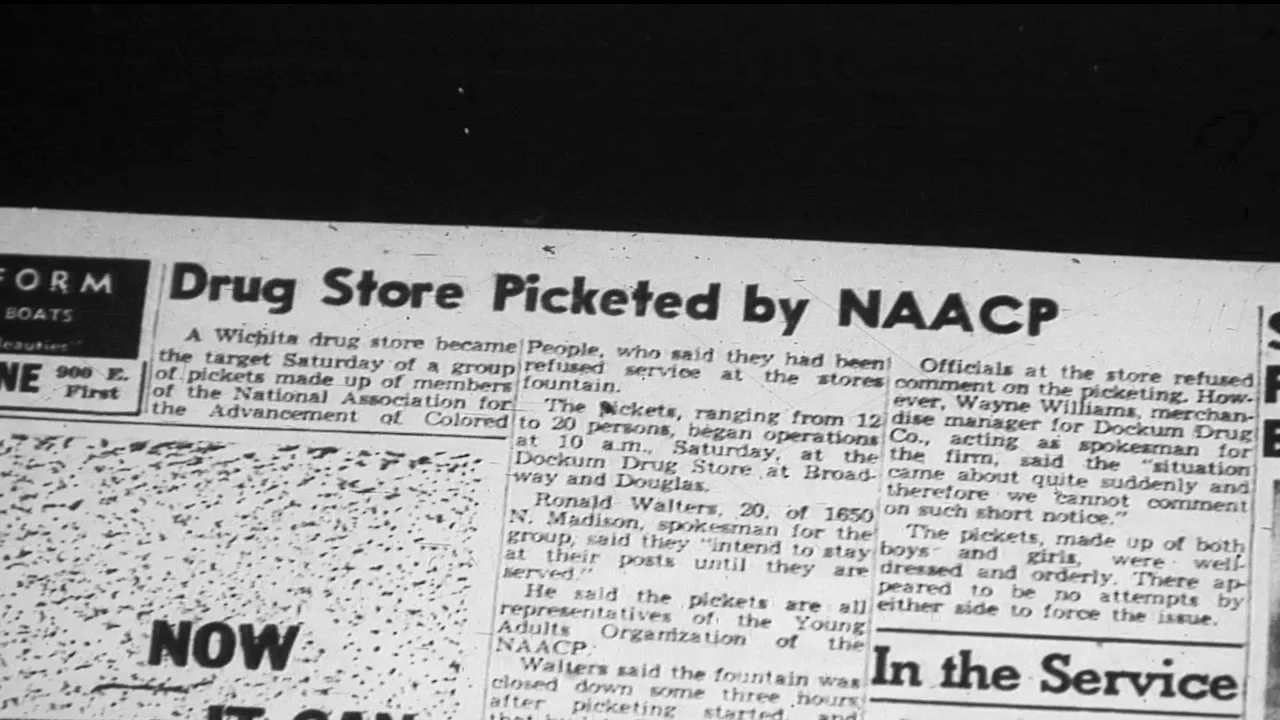 FORM
BOATS
Beauties"
NE 900 E.
First
Drug Store Picketed by NAACP
A Wichita drug store became
the target Saturday of a group
of pickets made up of members
of the National Association for
the Advancement of Colored
People, who said they had been
refused service at the stores
fountain.
The pickets, ranging from 12
to 20 persons, began operations
at 10 a.m., Saturday, at the
Dockum Drug Store at Broad-
way and Douglas.
Ronald Walters, 20, of 1650
N. Madison, spokesman for the
group, said they "intend to stay
at their posts until they are
served."
He said the pickets are all
representatives of the Young
Adults Organization of the
NAACP.
Walters said the fountain was
closed down some three hours
after picketing started, and
Officials at the store refused
comment on the picketing. How-
ever, Wayne Williams, merchan-
dise manager for Dockum Drug
Co., acting as spokesman for
the firm, said the "situation
came about quite suddenly and
therefore we cannot comment
on such short notice."
The pickets, made up of both
boys and girls, were well-
dressed and orderly. There ap-
peared to be no attempts by
either side to force the issue.
In the Service
NOW
IT CAN